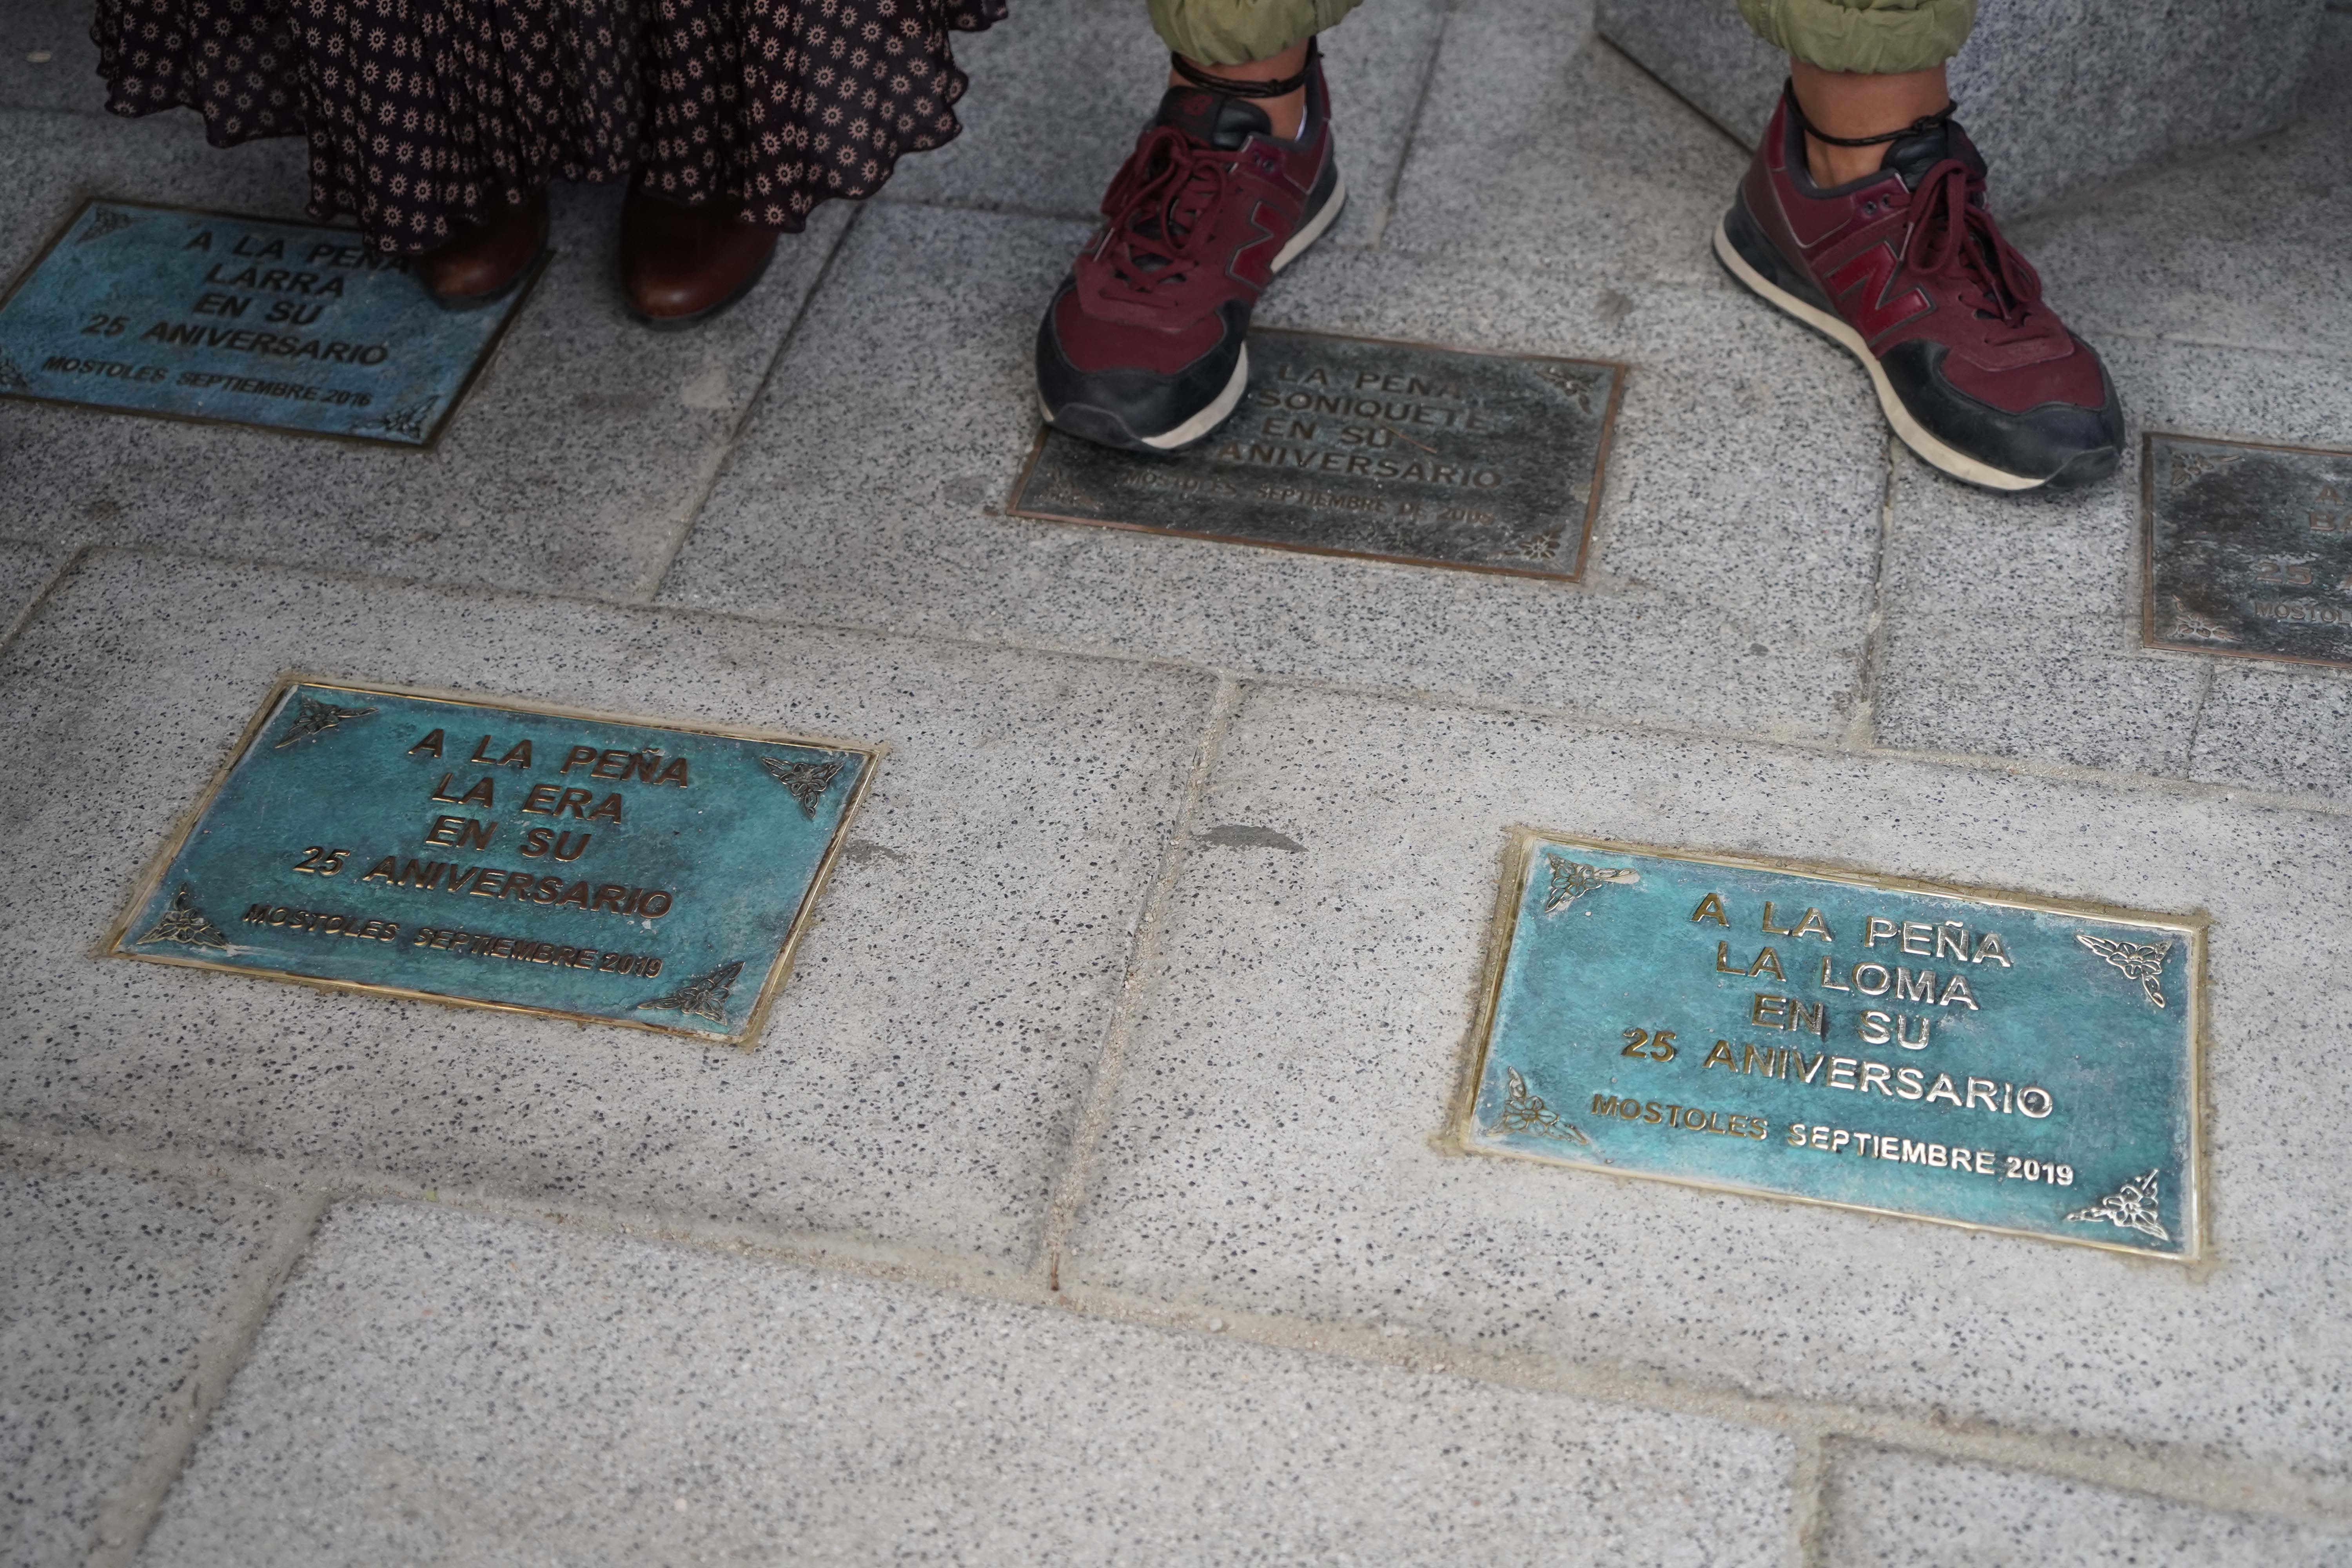 A LA PEÑA
LARRA
EN SU
25 ANIVERSARIO
MOSTOLES SEPTIEMBRE 2016
LA PEÑA
SONIQUETE
EN SU
ANIVERSARIO
MOSTOLES SEPTIEMBRE DE
A
B
25
MOSTOL
A LA PEÑA
LA ERA
EN SU
25 ANIVERSARIO
MOSTOLES SEPTIEMBRE 2019
A LA PEÑA
LA LOMA
EN SU
25 ANIVERSARIO
MOSTOLES SEPTIEMBRE 2019
N
N